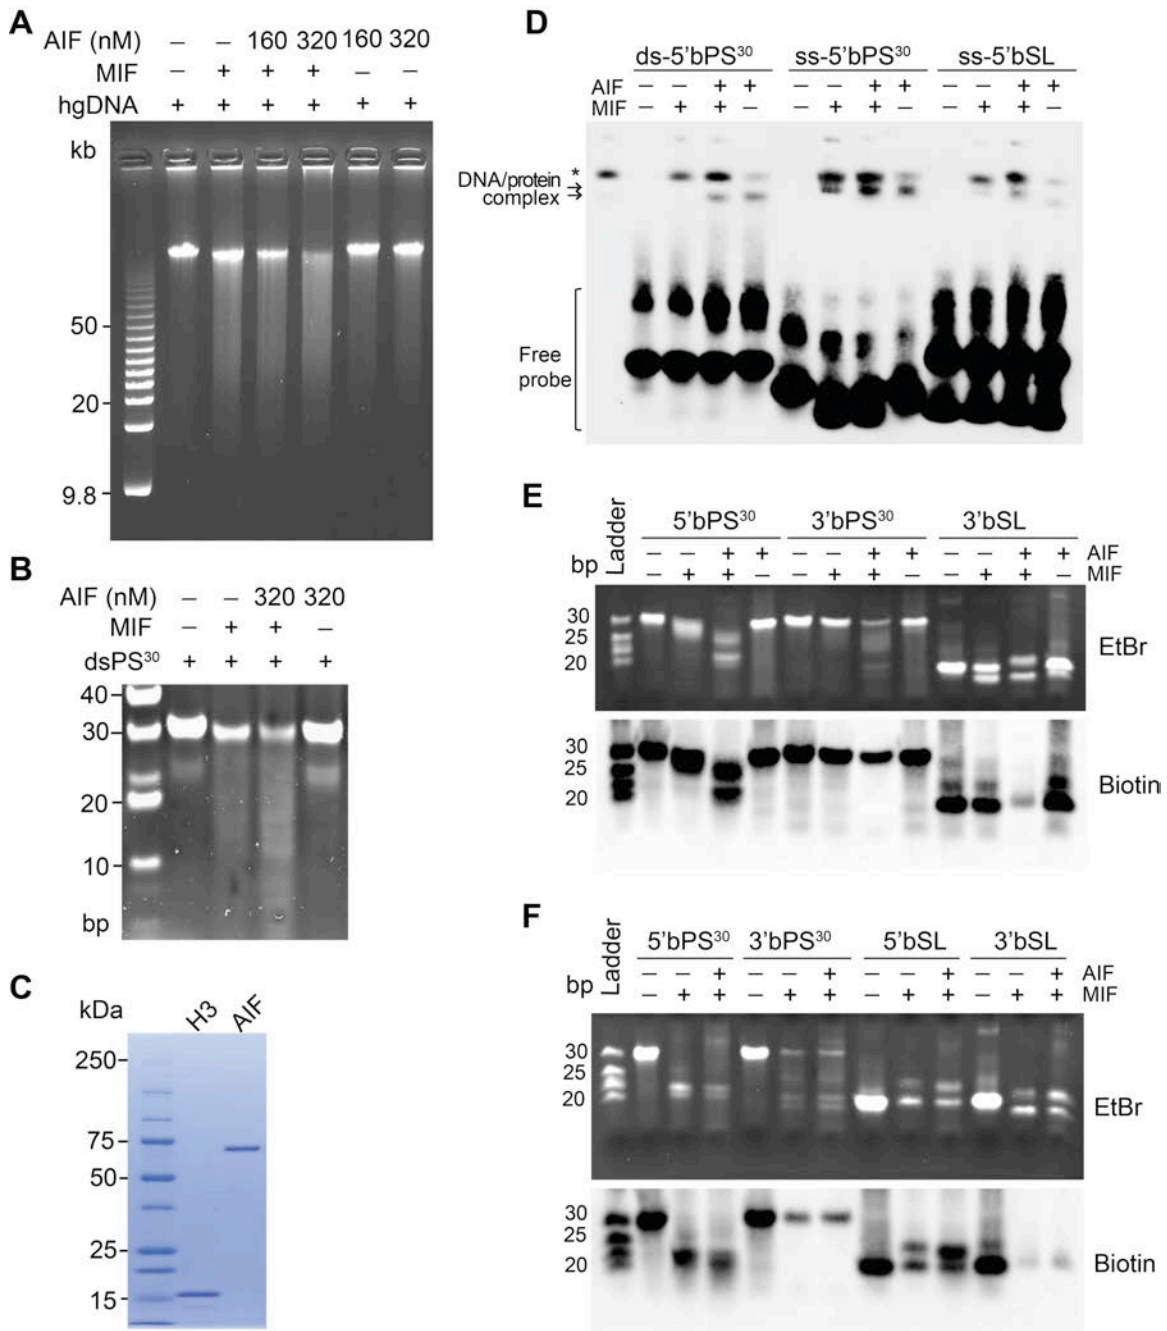 A
AIF (nM) – – 160 320 160 320
MIF – + + + – –
hgDNA + + + + + +
kb
50
20
9.8
B
AIF (nM) – – 320 320
MIF – + + –
dsPS³⁰ + + + +
40
30
20
10
bp
C
kDa H3 AIF
250
75
50
25
15
D
ds-5'bPS³⁰ ss-5'bPS³⁰ ss-5'bSL
AIF – – + + – – + + – – + +
MIF – + + – – + + – – + + –
DNA/protein *
complex
Free
probe
E
Ladder 5'bPS³⁰ 3'bPS³⁰ 3'bSL
– – + + – – + + – – + + AIF
bp – + + – – + + – – + + – MIF
30
25
20
EtBr
30
25
20
Biotin
F
Ladder 5'bPS³⁰ 3'bPS³⁰ 5'bSL 3'bSL
– – + – – + – – + – – + AIF
bp – + + – + + – + + – + + MIF
30
25
20
EtBr
30
25
20
Biotin